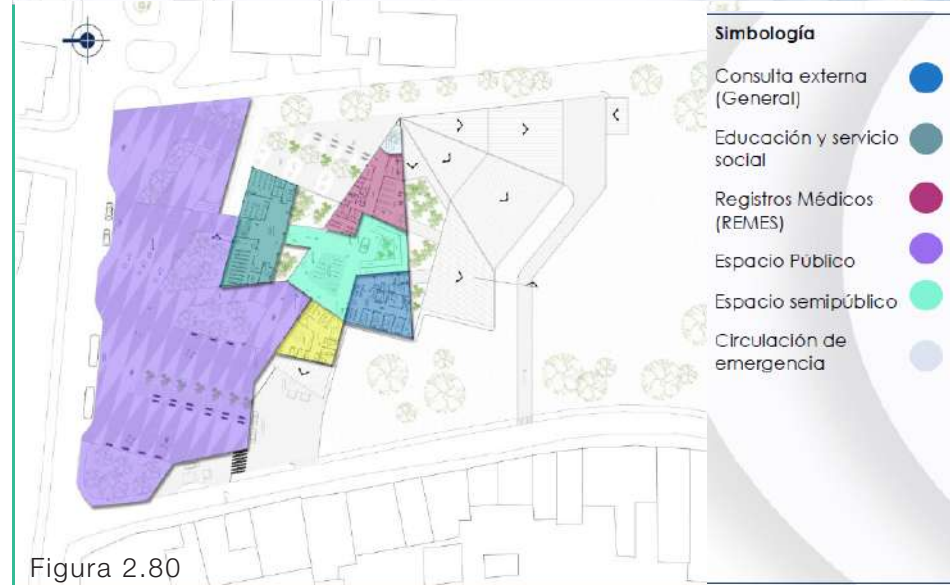 Simbología
Consulta externa
(General)
Educación y servicio
social
Registros Médicos
(REMES)
Espacio Público
Espacio semipúblico
Circulación de
emergencia
Figura 2.80